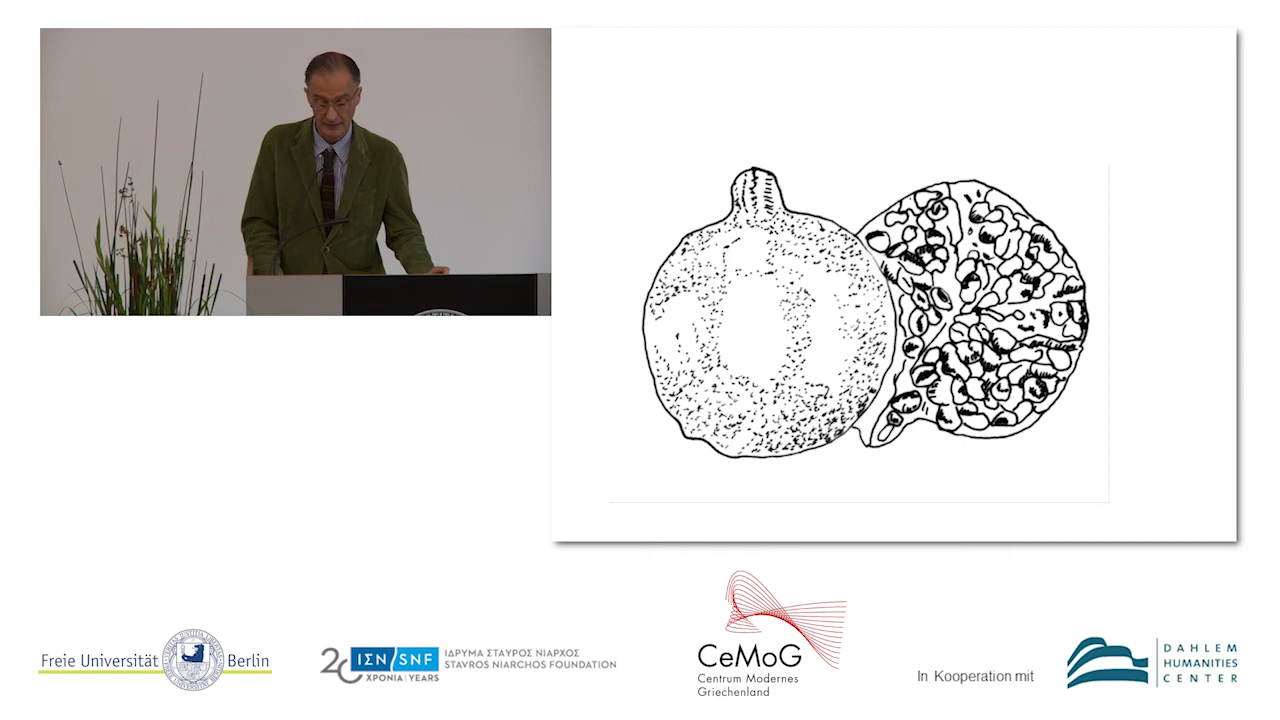 Freie Universität Berlin
20 ΙΣΝ/SNF
ΧΡΟΝΙΑ | YEARS
ΙΔΡΥΜΑ ΣΤΑΥΡΟΣ ΝΙΑΡΧΟΣ
STAVROS NIARCHOS FOUNDATION
CeMoG
Centrum Modernes
Griechenland
In Kooperation mit
DAHLEM
HUMANITIES
CENTER